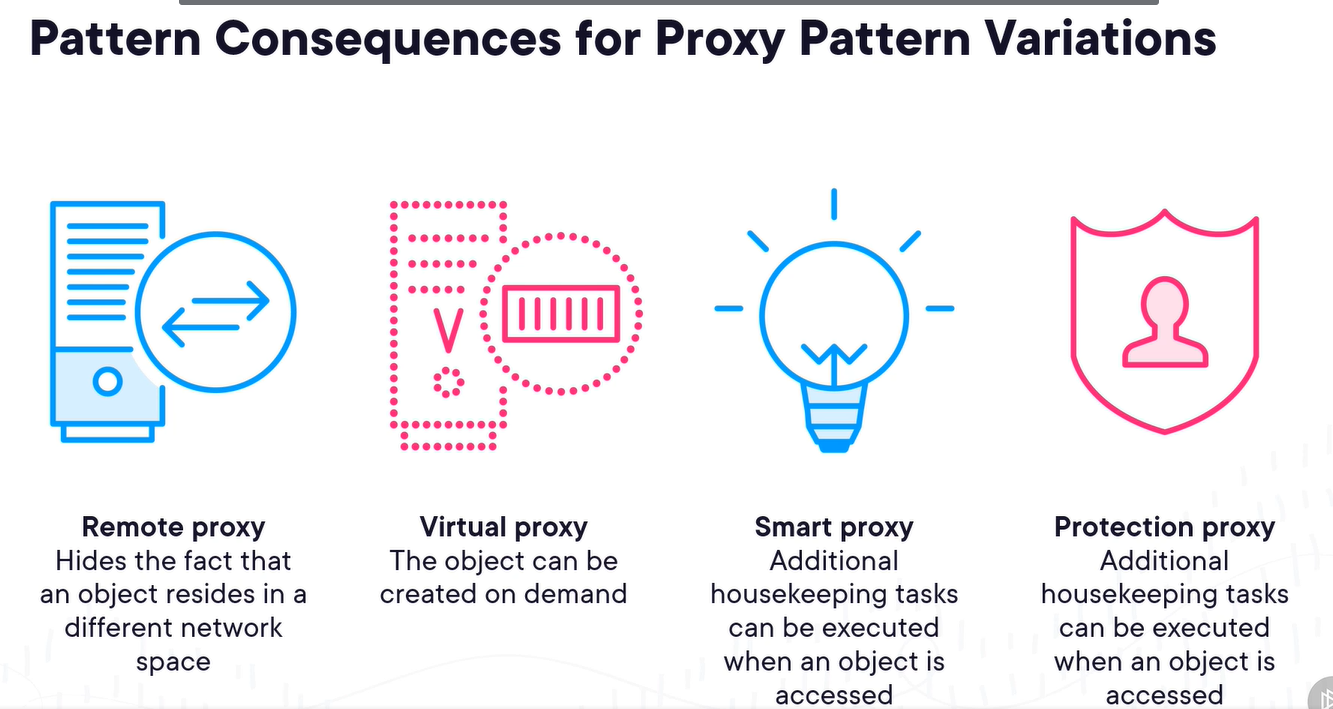 Pattern Consequences for Proxy Pattern Variations
Remote proxy
Hides the fact that
an object resides in a
different network
space
Virtual proxy
The object can be
created on demand
Smart proxy
Additional
housekeeping tasks
can be executed
when an object is
accessed
Protection proxy
Additional
housekeeping tasks
can be executed
when an object is
accessed